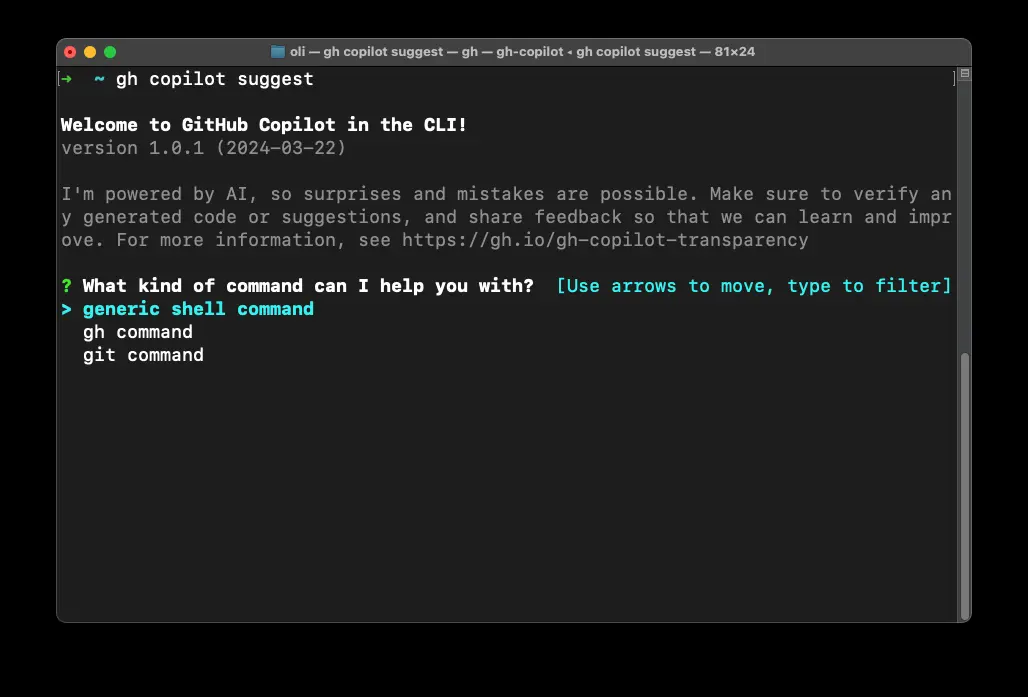 oli — gh copilot suggest — gh — gh-copilot ◂ gh copilot suggest — 81×24
[➜  ~ gh copilot suggest ]
Welcome to GitHub Copilot in the CLI!
version 1.0.1 (2024-03-22)
I'm powered by AI, so surprises and mistakes are possible. Make sure to verify an
y generated code or suggestions, and share feedback so that we can learn and impr
ove. For more information, see https://gh.io/gh-copilot-transparency
? What kind of command can I help you with?  [Use arrows to move, type to filter]
> generic shell command
gh command
git command